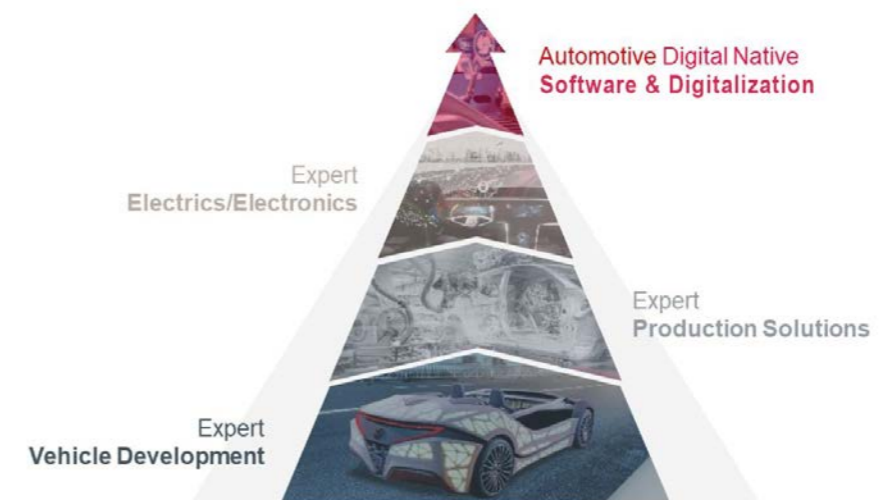 Automotive Digital Native
Software & Digitalization
Expert
Electrics/Electronics
Expert
Production Solutions
Expert
Vehicle Development